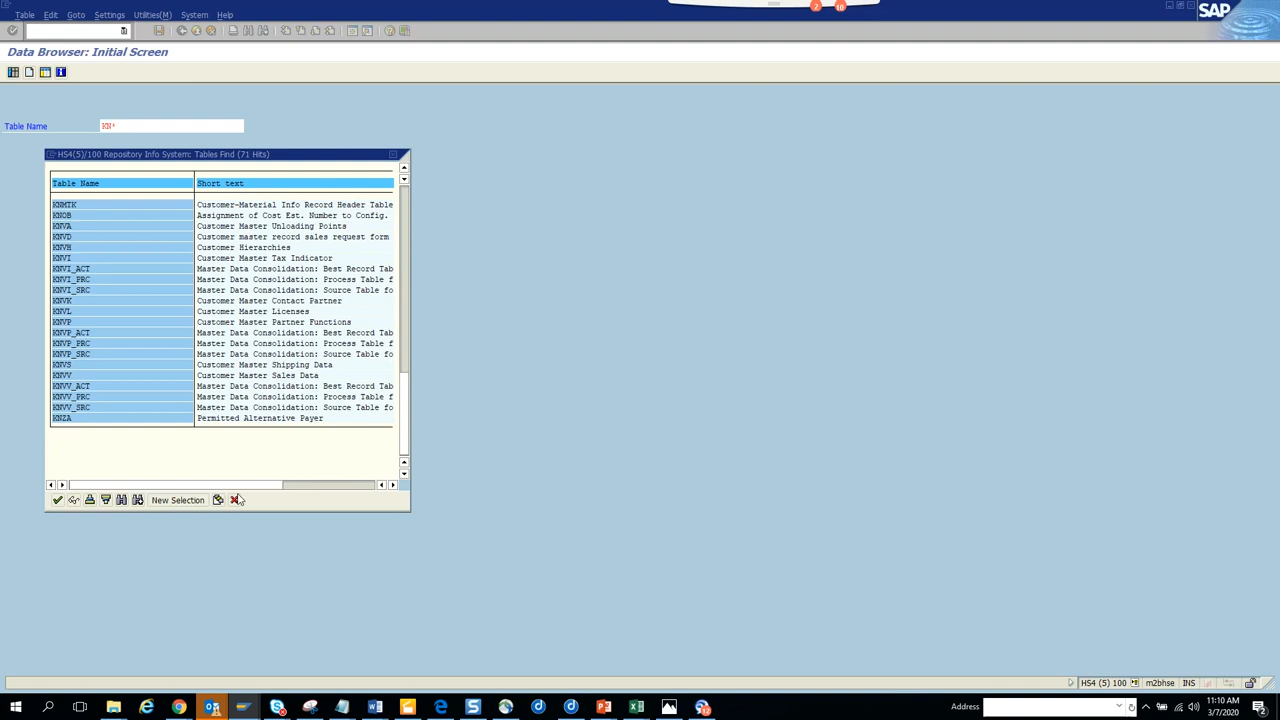 Table Edit Goto Settings Utilities(M) System Help
2 10
SAP
Data Browser: Initial Screen
Table Name KN*
HS4(5)/100 Repository Info System: Tables Find (71 Hits)
Table Name Short text
KNMTK Customer-Material Info Record Header Table
KNOB Assignment of Cost Est. Number to Config.
KNVA Customer Master Unloading Points
KNVD Customer master record sales request form
KNVH Customer Hierarchies
KNVI Customer Master Tax Indicator
KNVI_ACT Master Data Consolidation: Best Record Tab
KNVI_PRC Master Data Consolidation: Process Table f
KNVI_SRC Master Data Consolidation: Source Table fo
KNVK Customer Master Contact Partner
KNVL Customer Master Licenses
KNVP Customer Master Partner Functions
KNVP_ACT Master Data Consolidation: Best Record Tab
KNVP_PRC Master Data Consolidation: Process Table f
KNVP_SRC Master Data Consolidation: Source Table fo
KNVS Customer Master Shipping Data
KNVV Customer Master Sales Data
KNVV_ACT Master Data Consolidation: Best Record Tab
KNVV_PRC Master Data Consolidation: Process Table f
KNVV_SRC Master Data Consolidation: Source Table fo
KNZA Permitted Alternative Payer
New Selection
HS4 (5) 100 m2bhse INS
Address
11:10 AM
3/7/2020
2
12